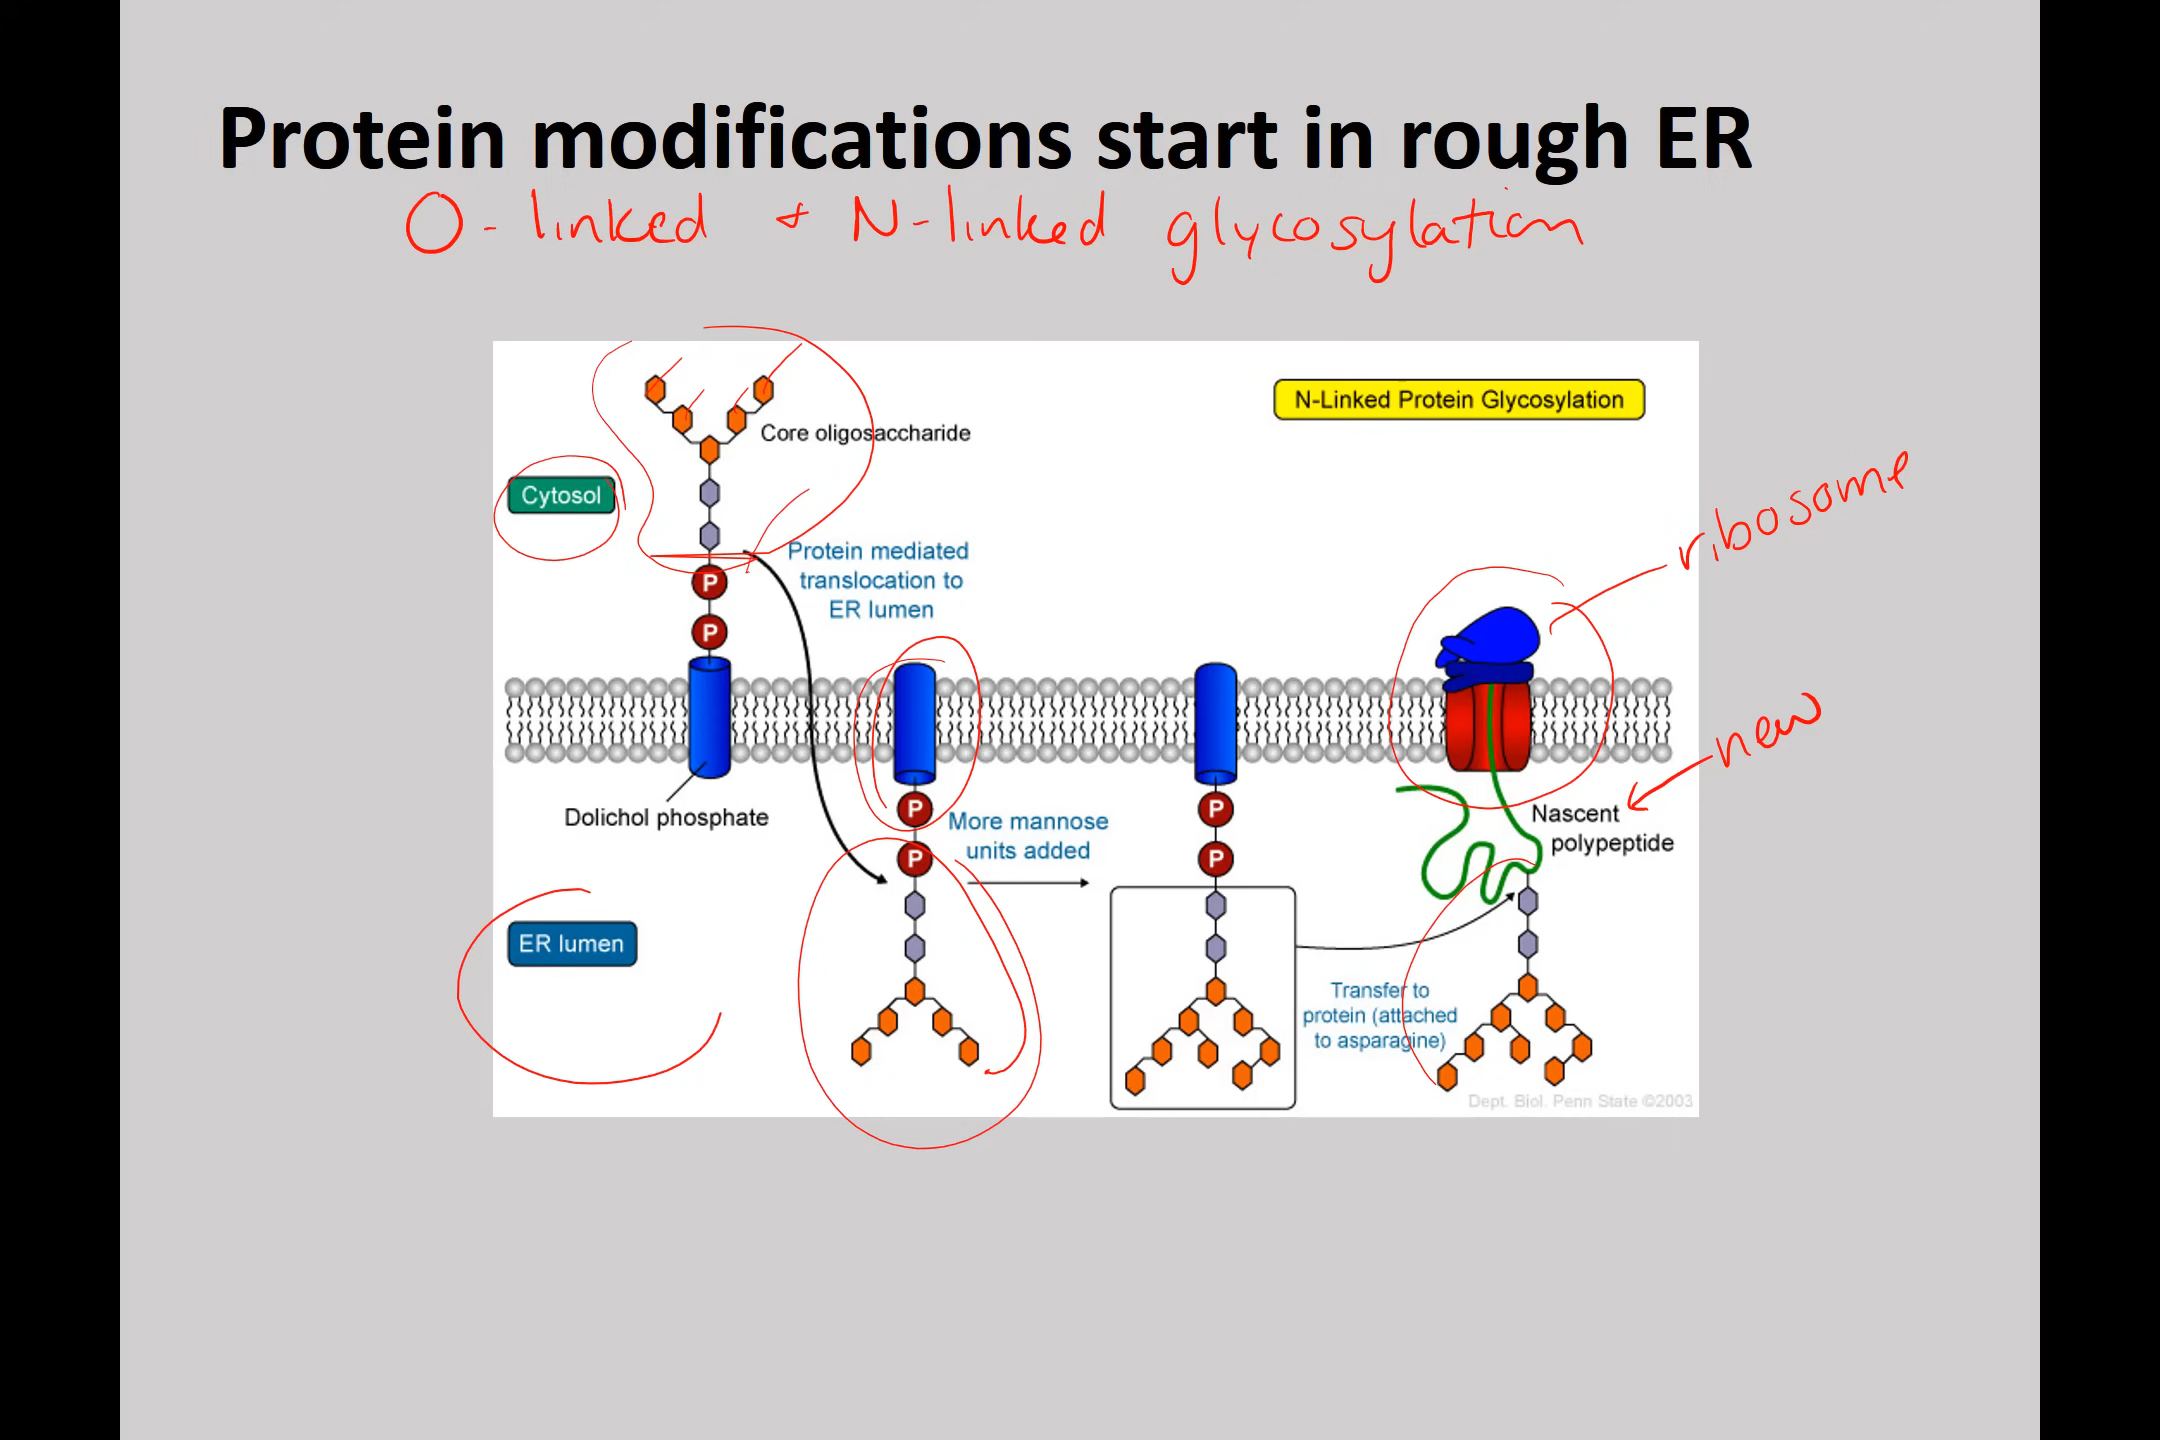 Protein modifications start in rough ER
O-linked + N-linked glycosylation
N-Linked Protein Glycosylation
Core oligosaccharide
Cytosol
ribosome
Protein mediated
translocation to
ER lumen
P
P
new
Dolichol phosphate
P
P
More mannose
units added
P
P
Nascent
polypeptide
ER lumen
Transfer to
protein (attached
to asparagine)
Dept. Biol. Penn State ©2003